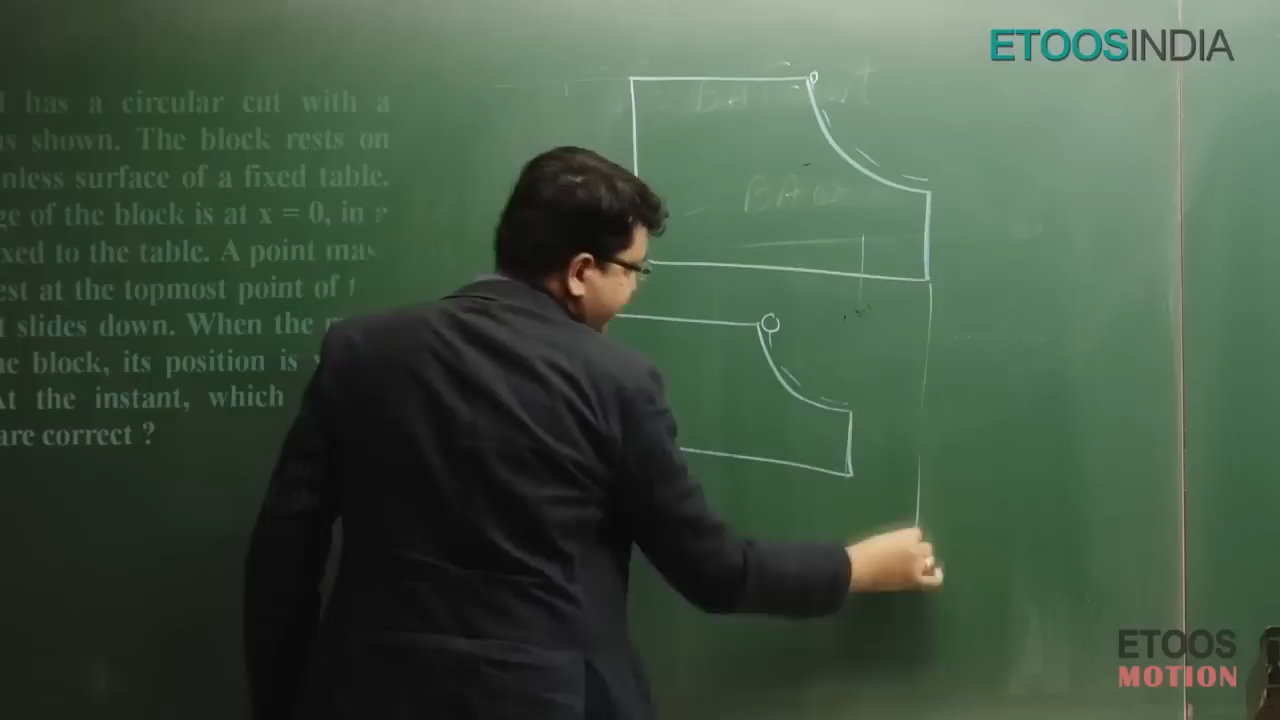 ETOOSINDIA
has a circular cut with a
as shown. The block rests on
nless surface of a fixed table.
ge of the block is at x = 0, in
xed to the table. A point mas
est at the topmost point of
t slides down. When the
he block, its position is
At the instant, which
are correct ?
BAω
ETOOS
MOTION